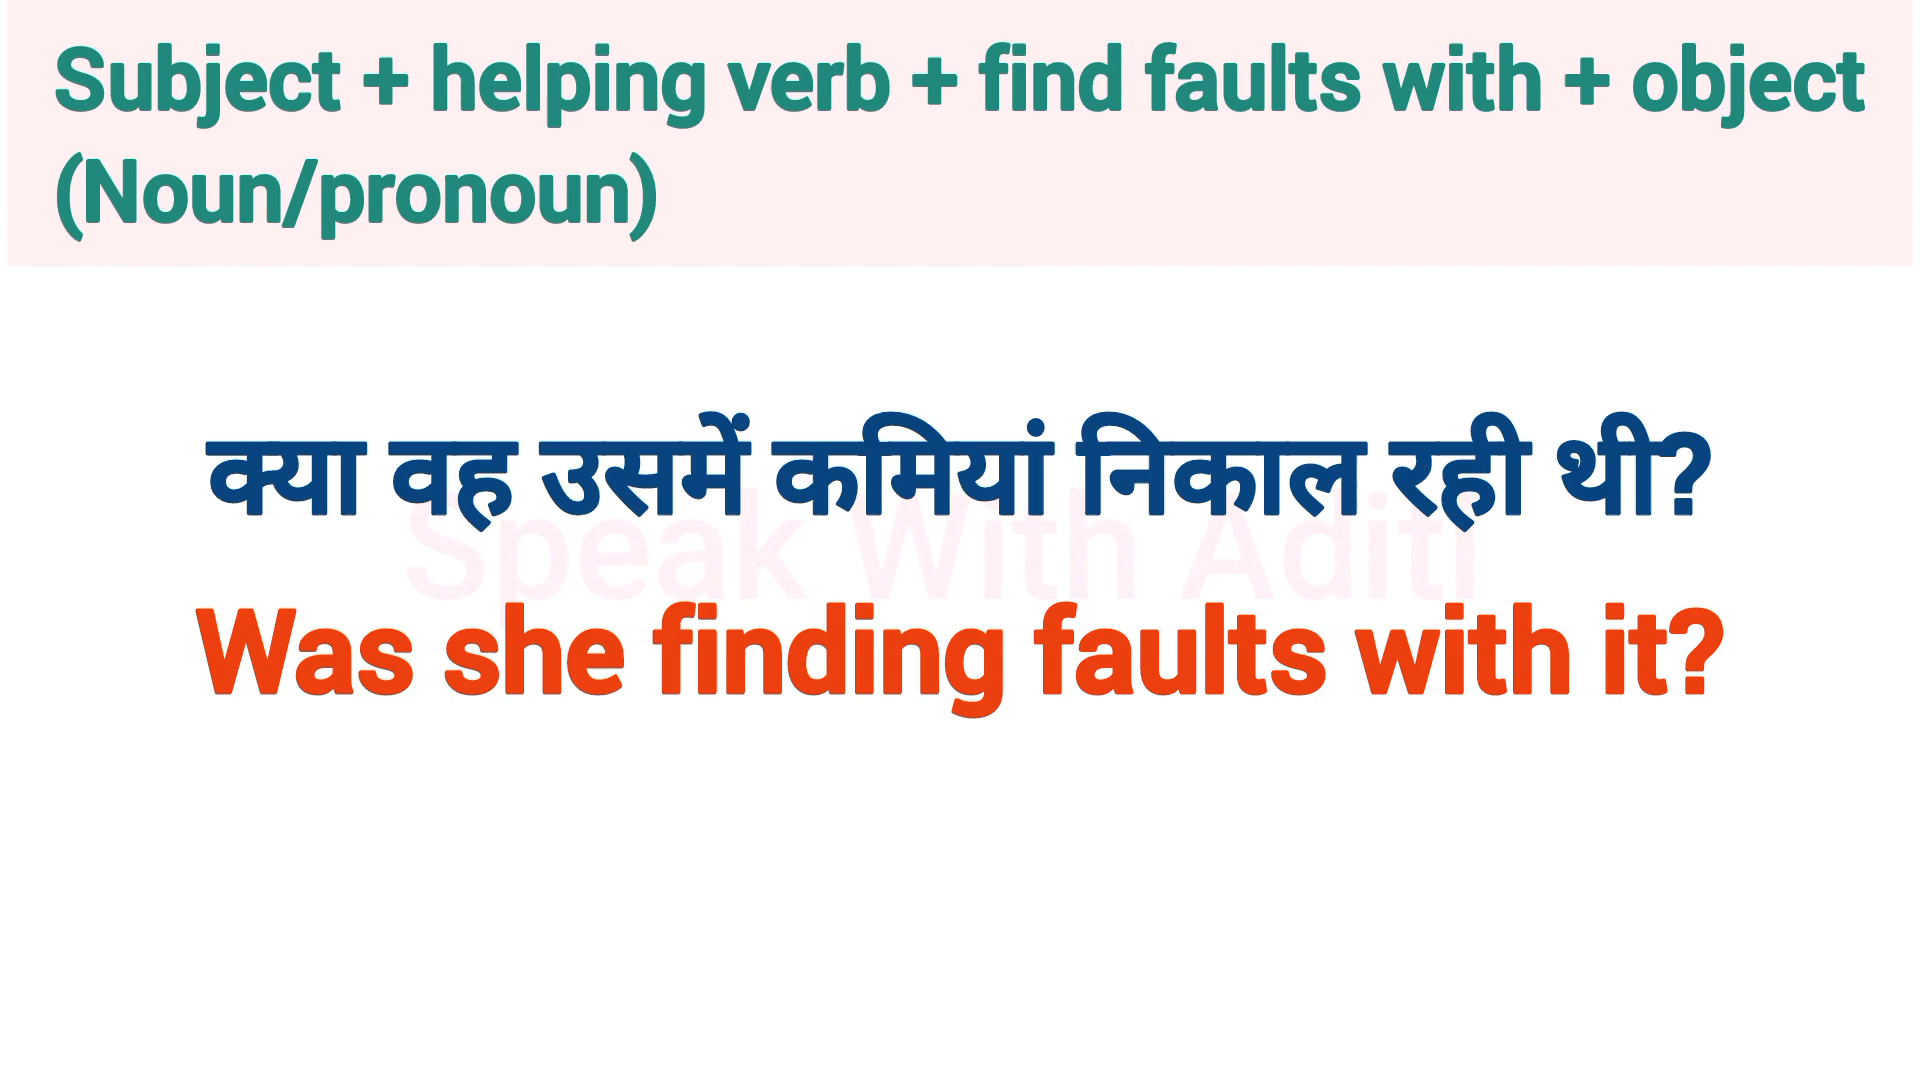 Subject + helping verb + find faults with + object
(Noun/pronoun)
क्या वह उसमें कमियां निकाल रही थी?
Speak With Aditi
Was she finding faults with it?